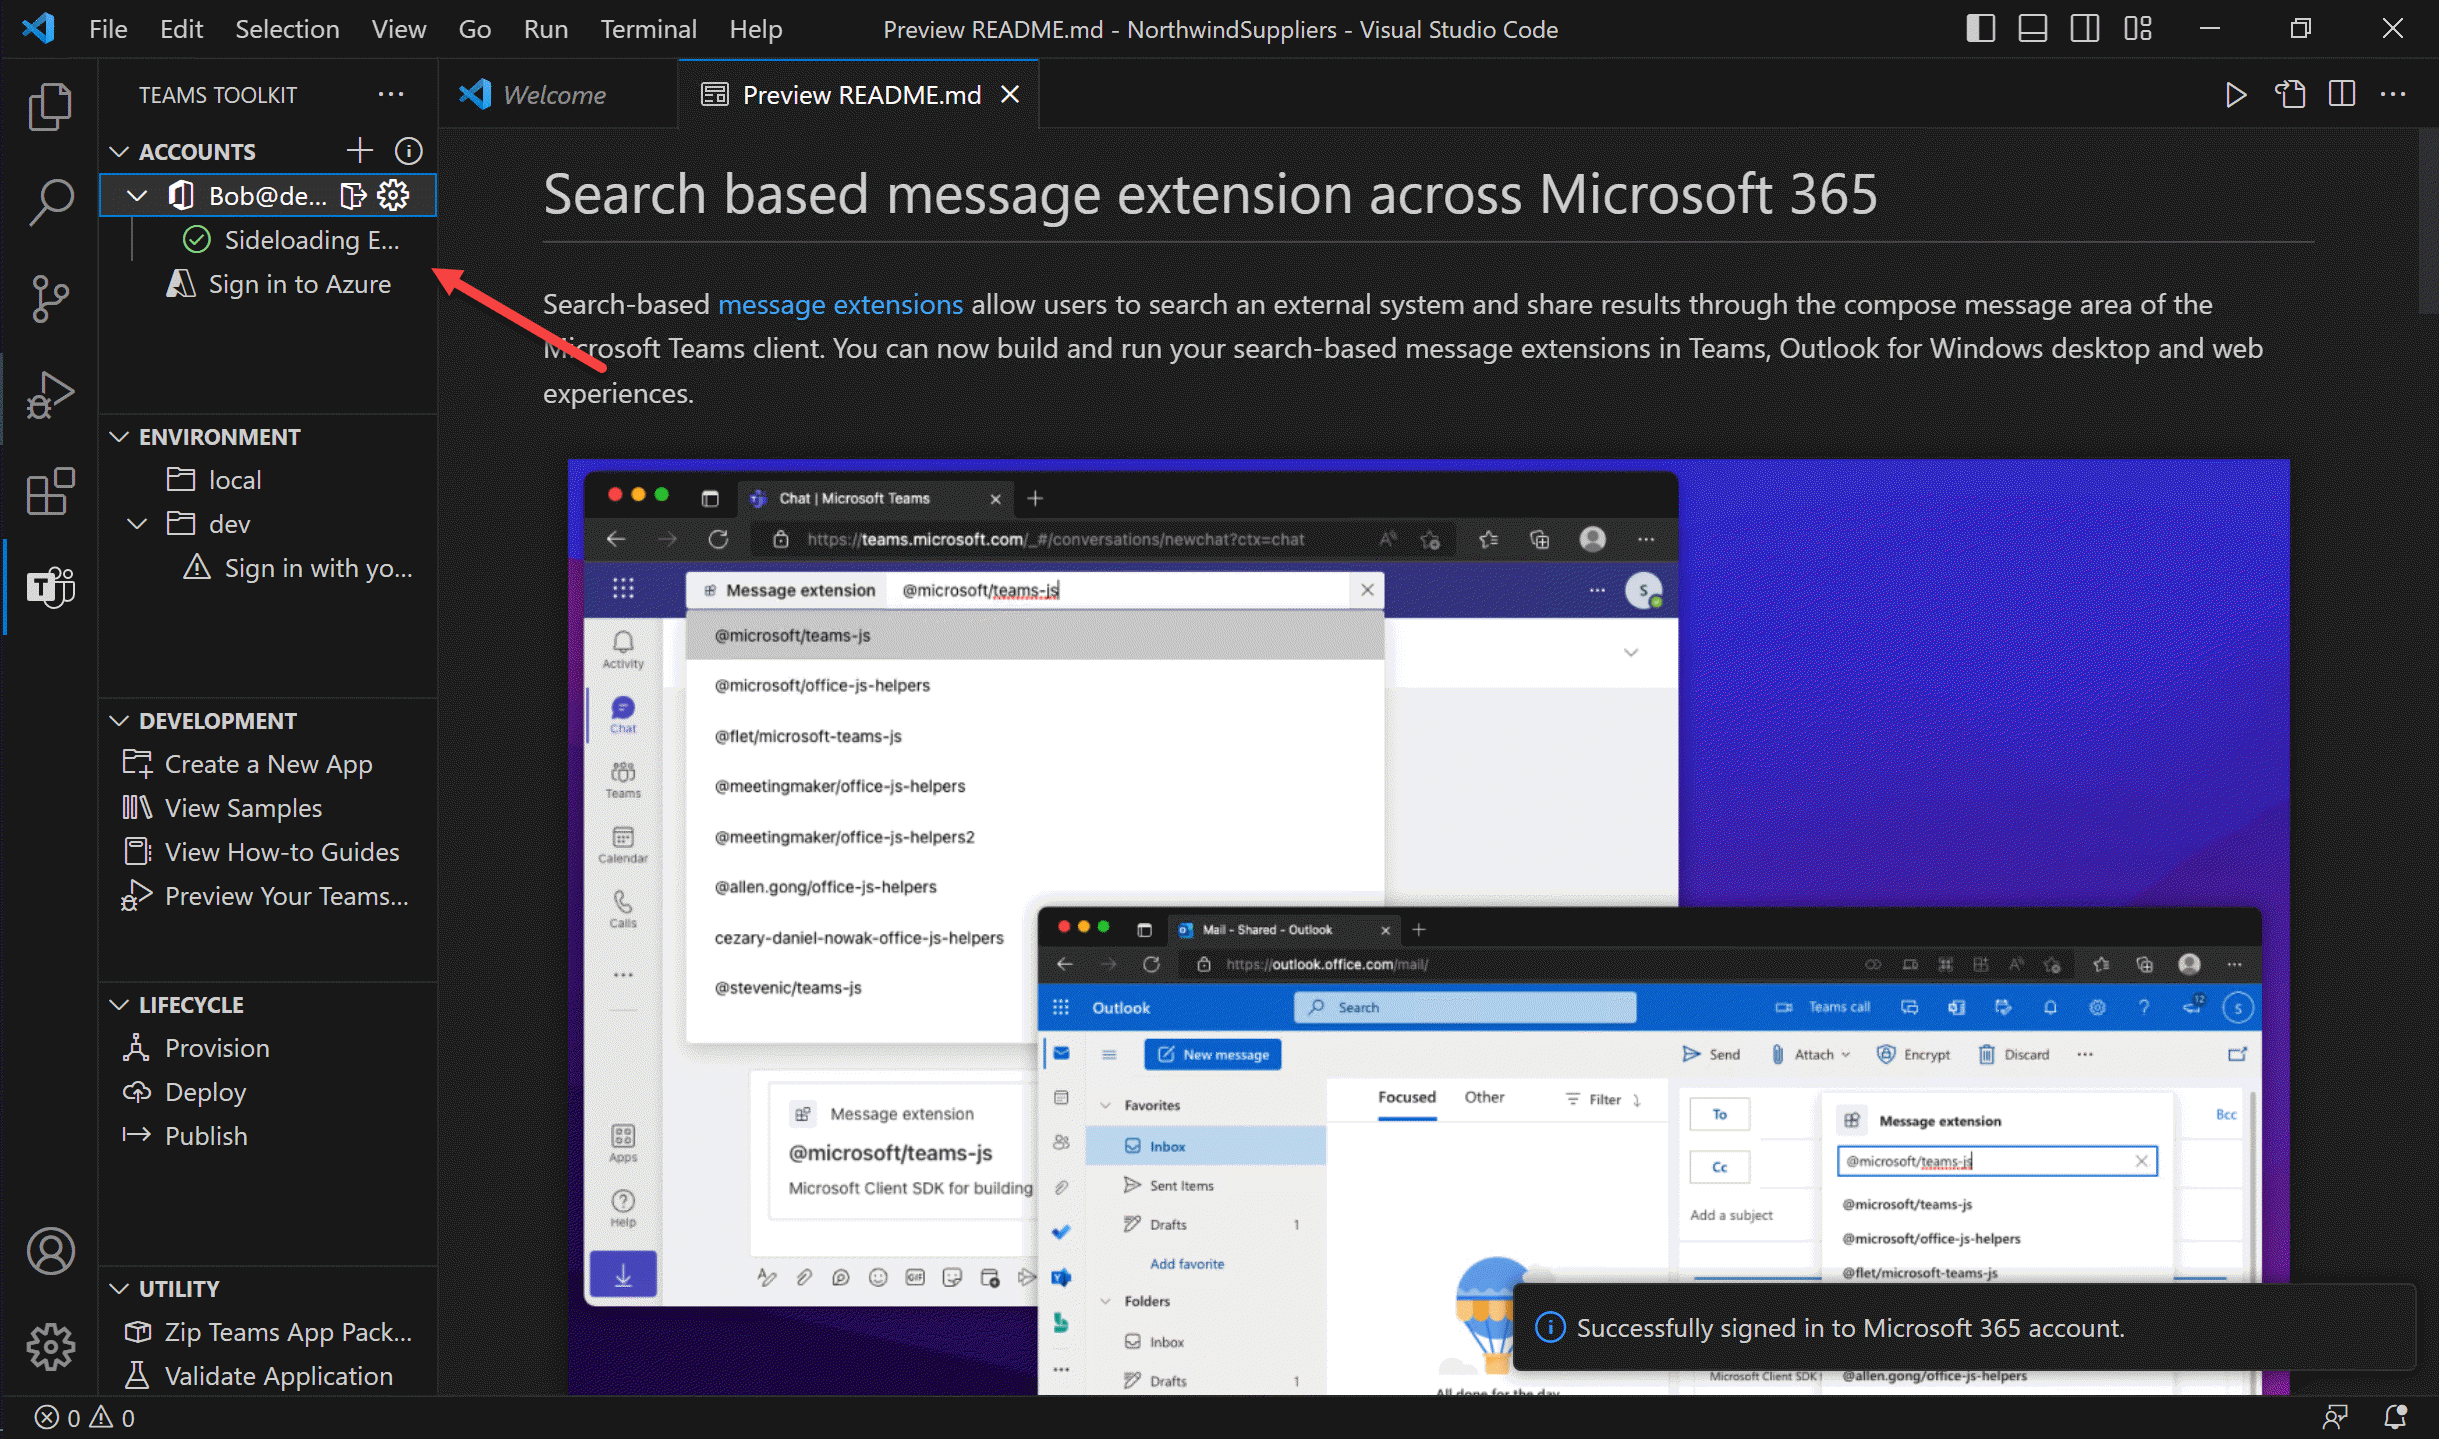 File Edit Selection View Go Run Terminal Help
Preview README.md - NorthwindSuppliers - Visual Studio Code
TEAMS TOOLKIT
ACCOUNTS
Bob@de...
Sideloading E...
Sign in to Azure
ENVIRONMENT
local
dev
Sign in with yo...
DEVELOPMENT
Create a New App
View Samples
View How-to Guides
Preview Your Teams...
LIFECYCLE
Provision
Deploy
Publish
UTILITY
Zip Teams App Pack...
Validate Application
0 0
Welcome
Preview README.md
Search based message extension across Microsoft 365
Search-based message extensions allow users to search an external system and share results through the compose message area of the
Microsoft Teams client. You can now build and run your search-based message extensions in Teams, Outlook for Windows desktop and web
experiences.
Chat | Microsoft Teams
https://teams.microsoft.com/_#/conversations/newchat?ctx=chat
Message extension @microsoft/teams-js
S
@microsoft/teams-js
@microsoft/office-js-helpers
@flet/microsoft-teams-js
@meetingmaker/office-js-helpers
@meetingmaker/office-js-helpers2
@allen.gong/office-js-helpers
cezary-daniel-nowak-office-js-helpers
@stevenic/teams-js
Activity
Chat
Teams
Calendar
Calls
Apps
Help
Message extension
@microsoft/teams-js
Microsoft Client SDK for building
GIF
Mail - Shared - Outlook
https://outlook.office.com/mail/
Outlook
Search
Teams call
12
S
New message
Send Attach Encrypt Discard
Favorites
Inbox
Sent Items
Drafts 1
Add favorite
Folders
Inbox
Drafts 1
Focused Other Filter
All done for the day
To
Cc
Bcc
Add a subject
Message extension
@microsoft/teams-js
@microsoft/teams-js
@microsoft/office-js-helpers
@flet/microsoft-teams-js
Successfully signed in to Microsoft 365 account.
Microsoft Client SDK
@allen.gong/office-js-helpers